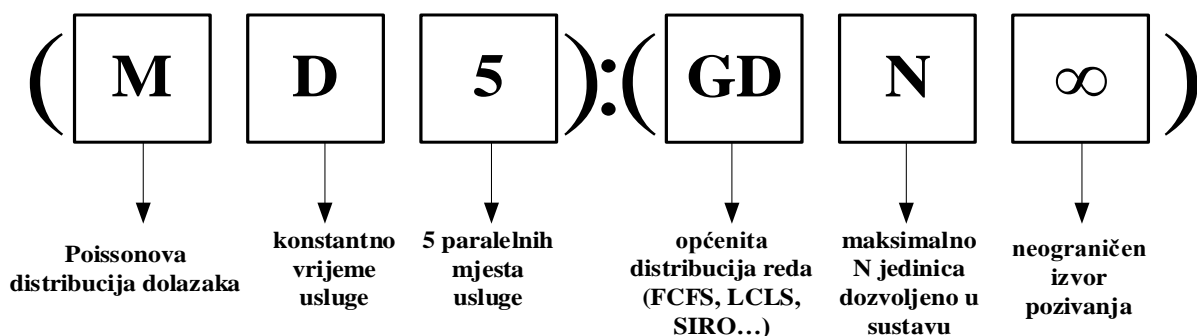 ( M D 5 ):( GD N ∞ )
Poissonova
distribucija dolazaka
konstantno
vrijeme
usluge
5 paralelnih
mjesta
usluge
općenita
distribucija reda
(FCFS, LCLS,
SIRO…)
maksimalno
N jedinica
dozvoljeno u
sustavu
neograničen
izvor
pozivanja